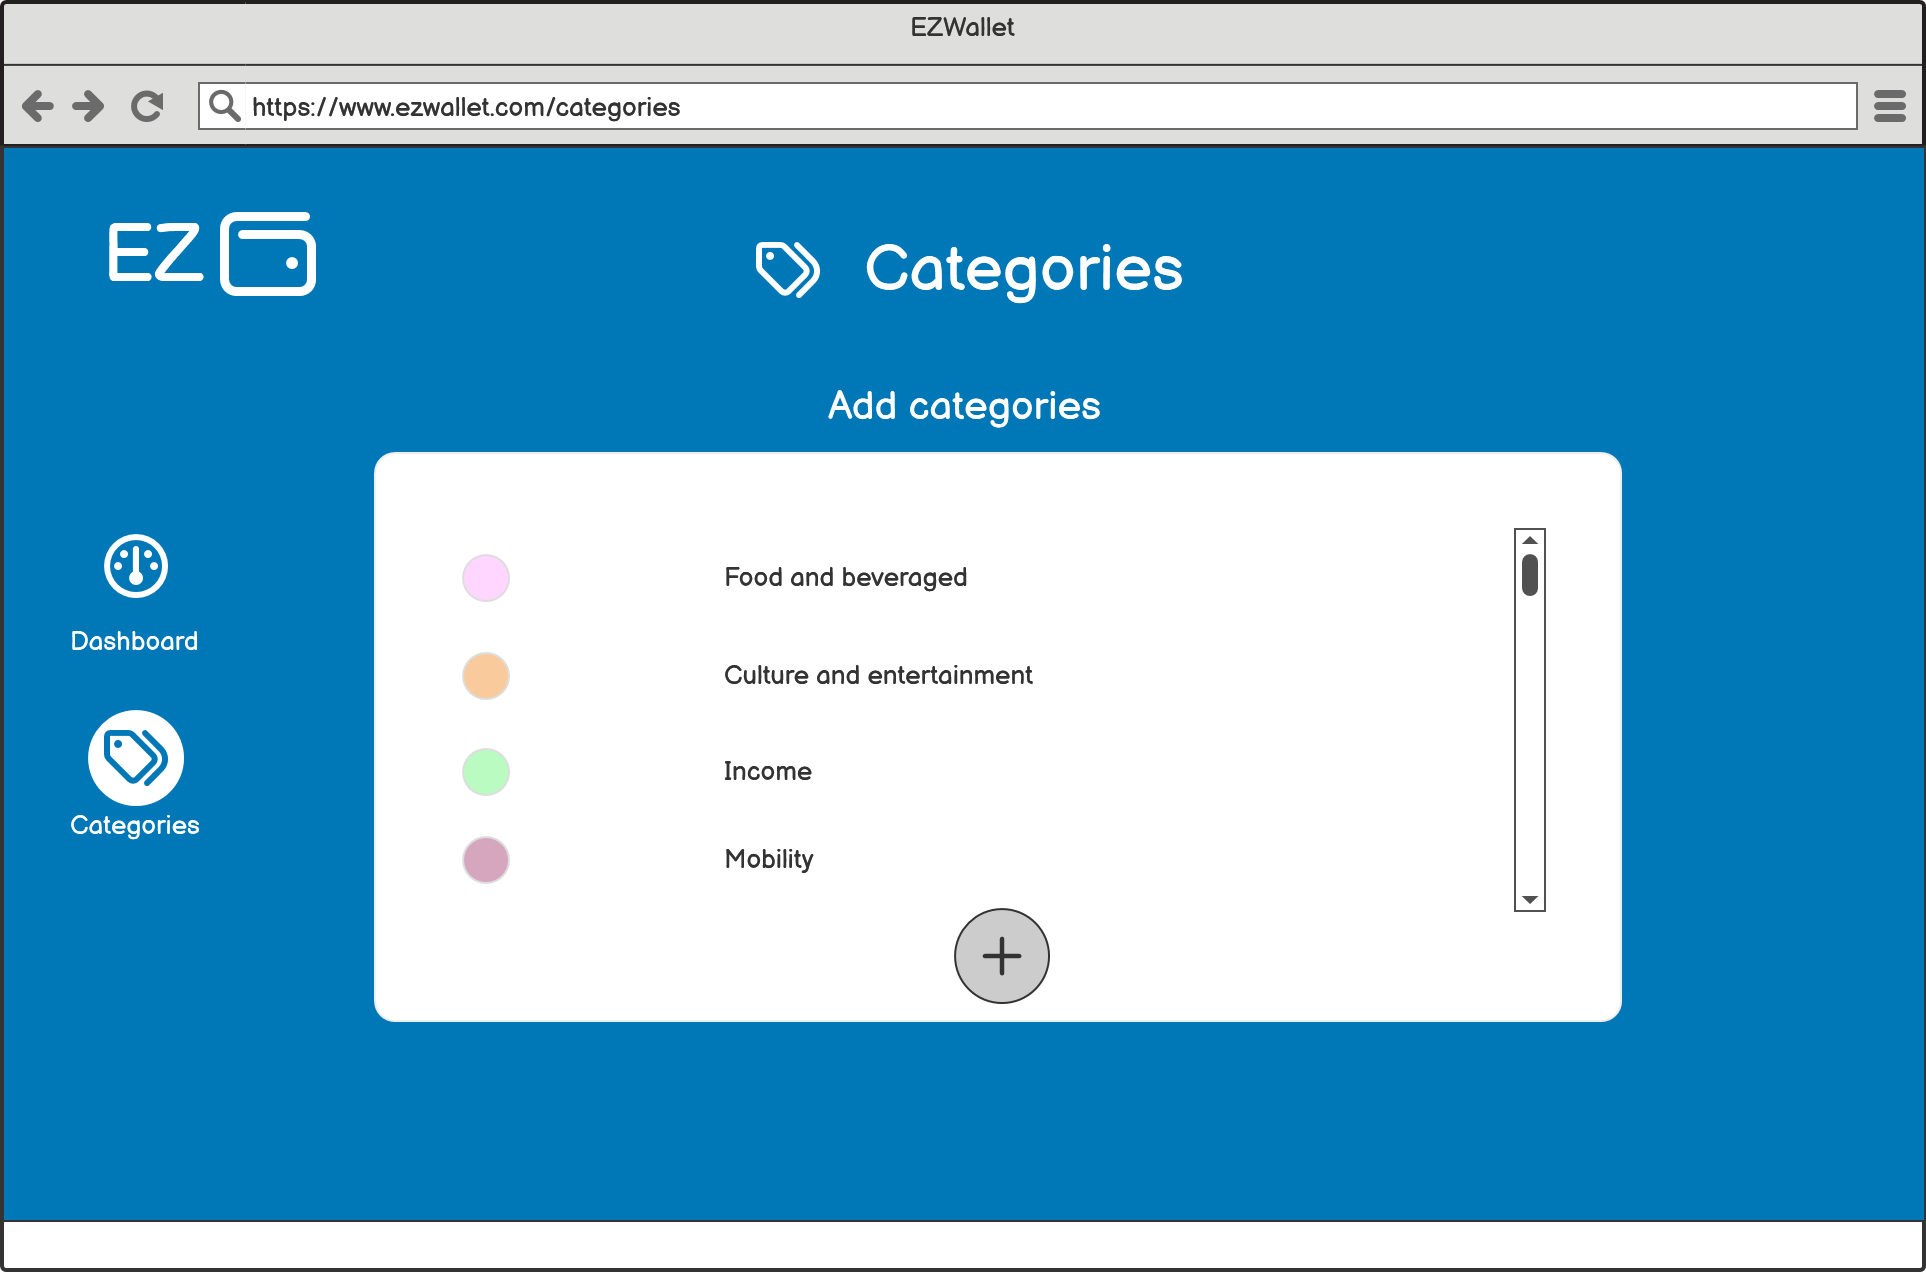 EZWallet
https://www.ezwallet.com/categories
EZ
Categories
Add categories
Food and beveraged
Culture and entertainment
Income
Mobility
Dashboard
Categories